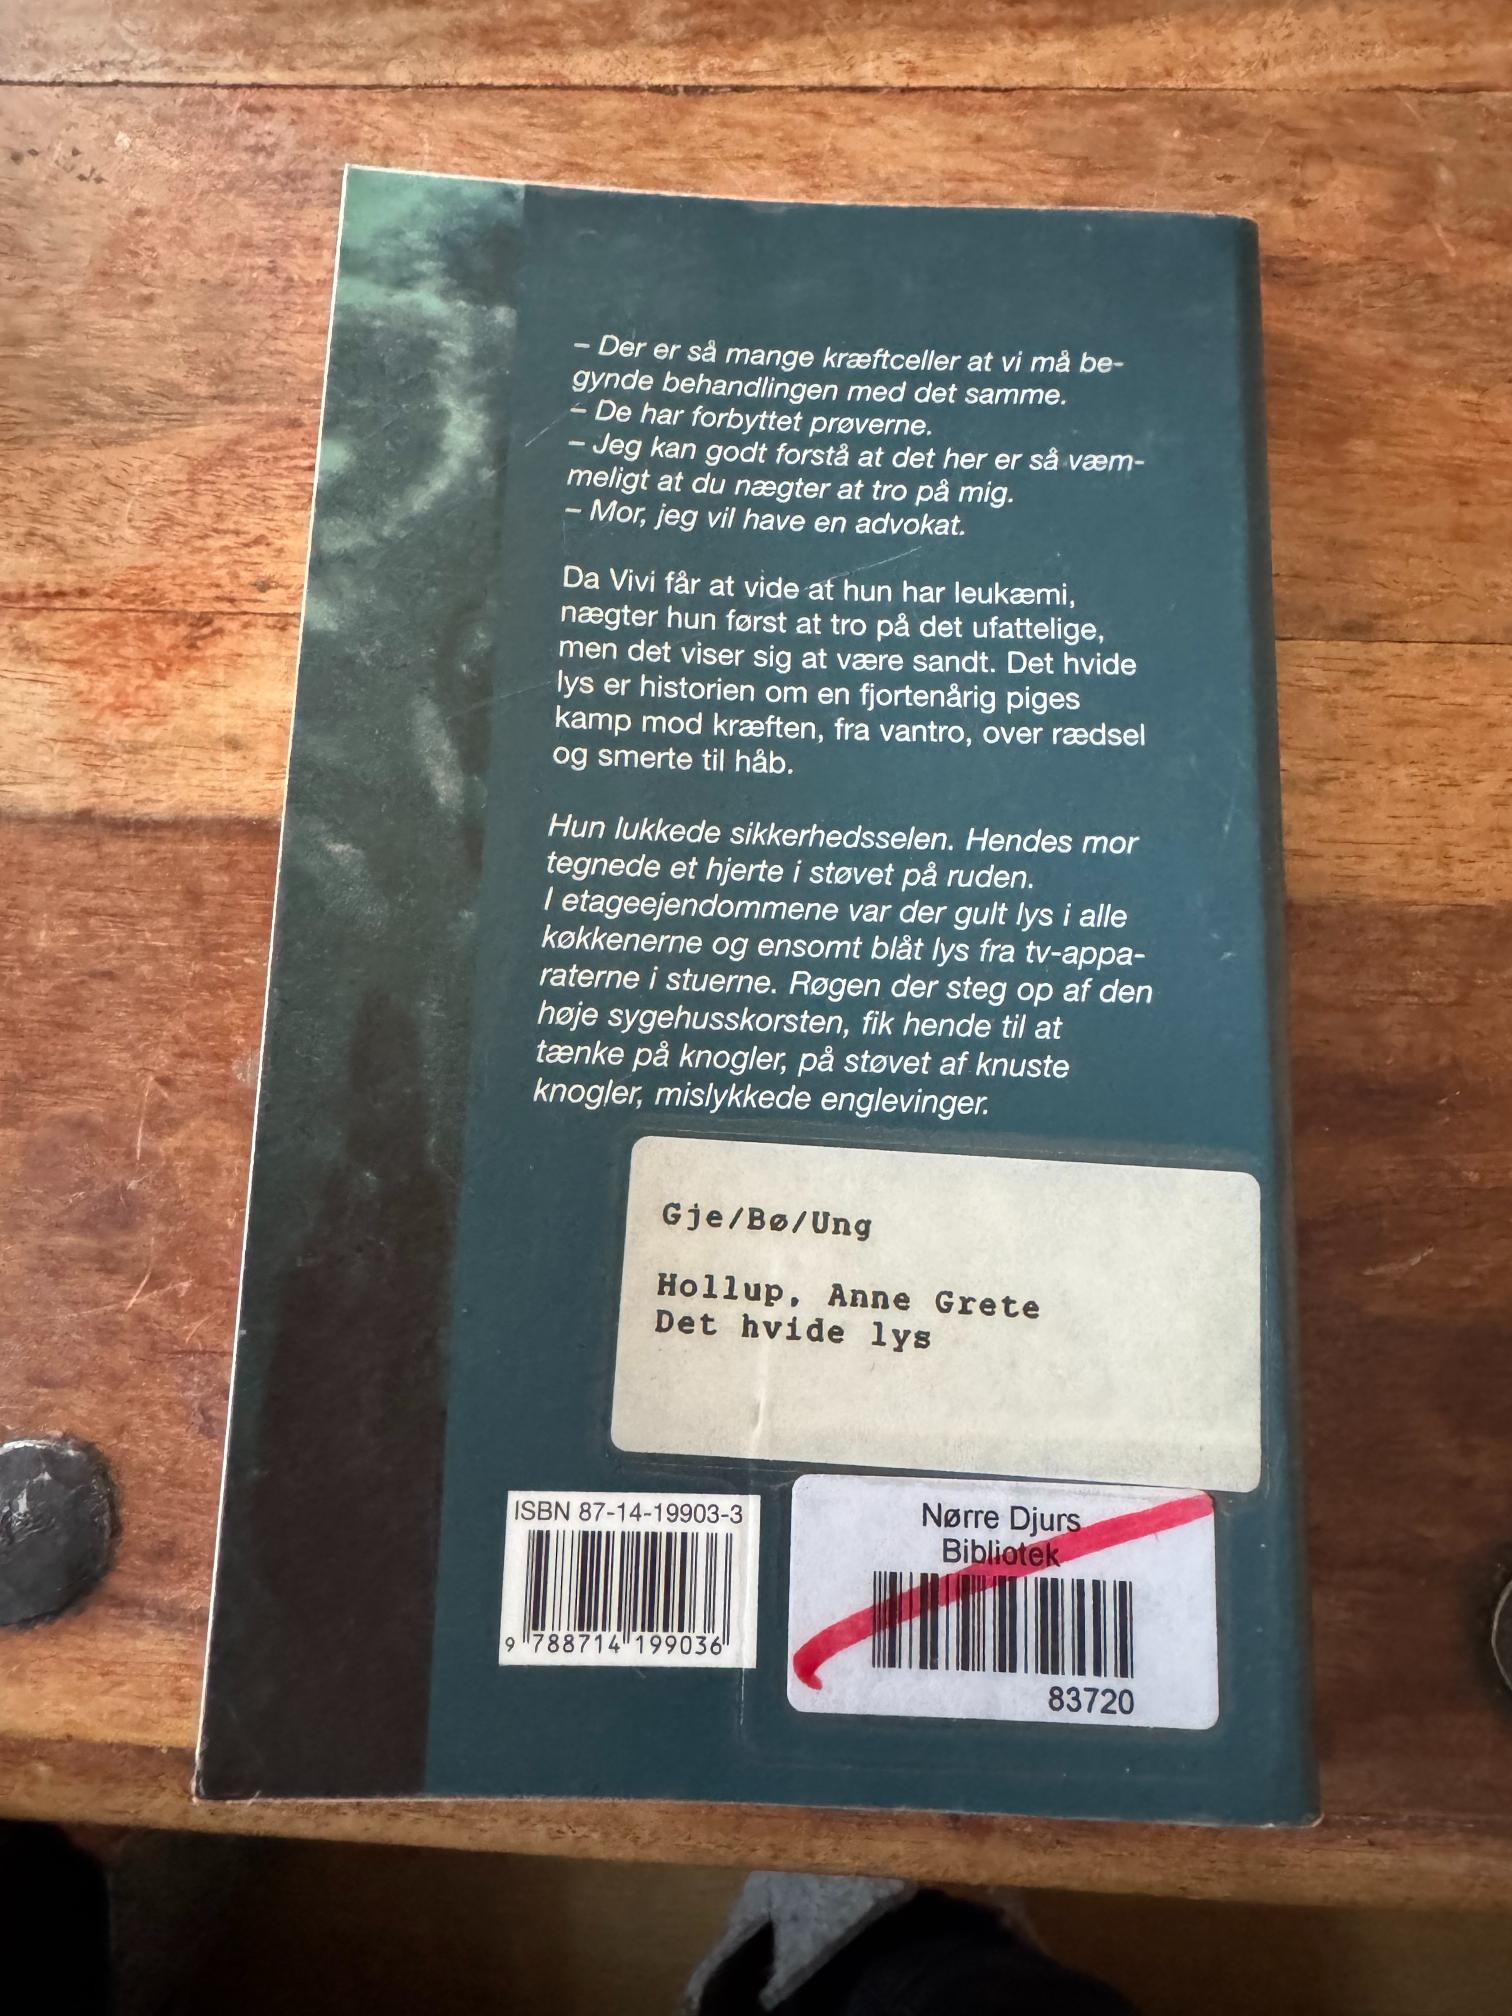 – Der er så mange kræftceller at vi må be-
gynde behandlingen med det samme.
– De har forbyttet prøverne.
– Jeg kan godt forstå at det her er så væm-
meligt at du nægter at tro på mig.
– Mor, jeg vil have en advokat.
Da Vivi får at vide at hun har leukæmi,
nægter hun først at tro på det ufattelige,
men det viser sig at være sandt. Det hvide
lys er historien om en fjortenårig piges
kamp mod kræften, fra vantro, over rædsel
og smerte til håb.
Hun lukkede sikkerhedsselen. Hendes mor
tegnede et hjerte i støvet på ruden.
I etageejendommene var der gult lys i alle
køkkenerne og ensomt blåt lys fra tv-appa-
raterne i stuerne. Røgen der steg op af den
høje sygehusskorsten, fik hende til at
tænke på knogler, på støvet af knuste
knogler, mislykkede englevinger.
Gje/Bø/Ung
Hollup, Anne Grete
Det hvide lys
ISBN 87-14-19903-3
9 788714 199036
Nørre Djurs
Bibliotek
83720